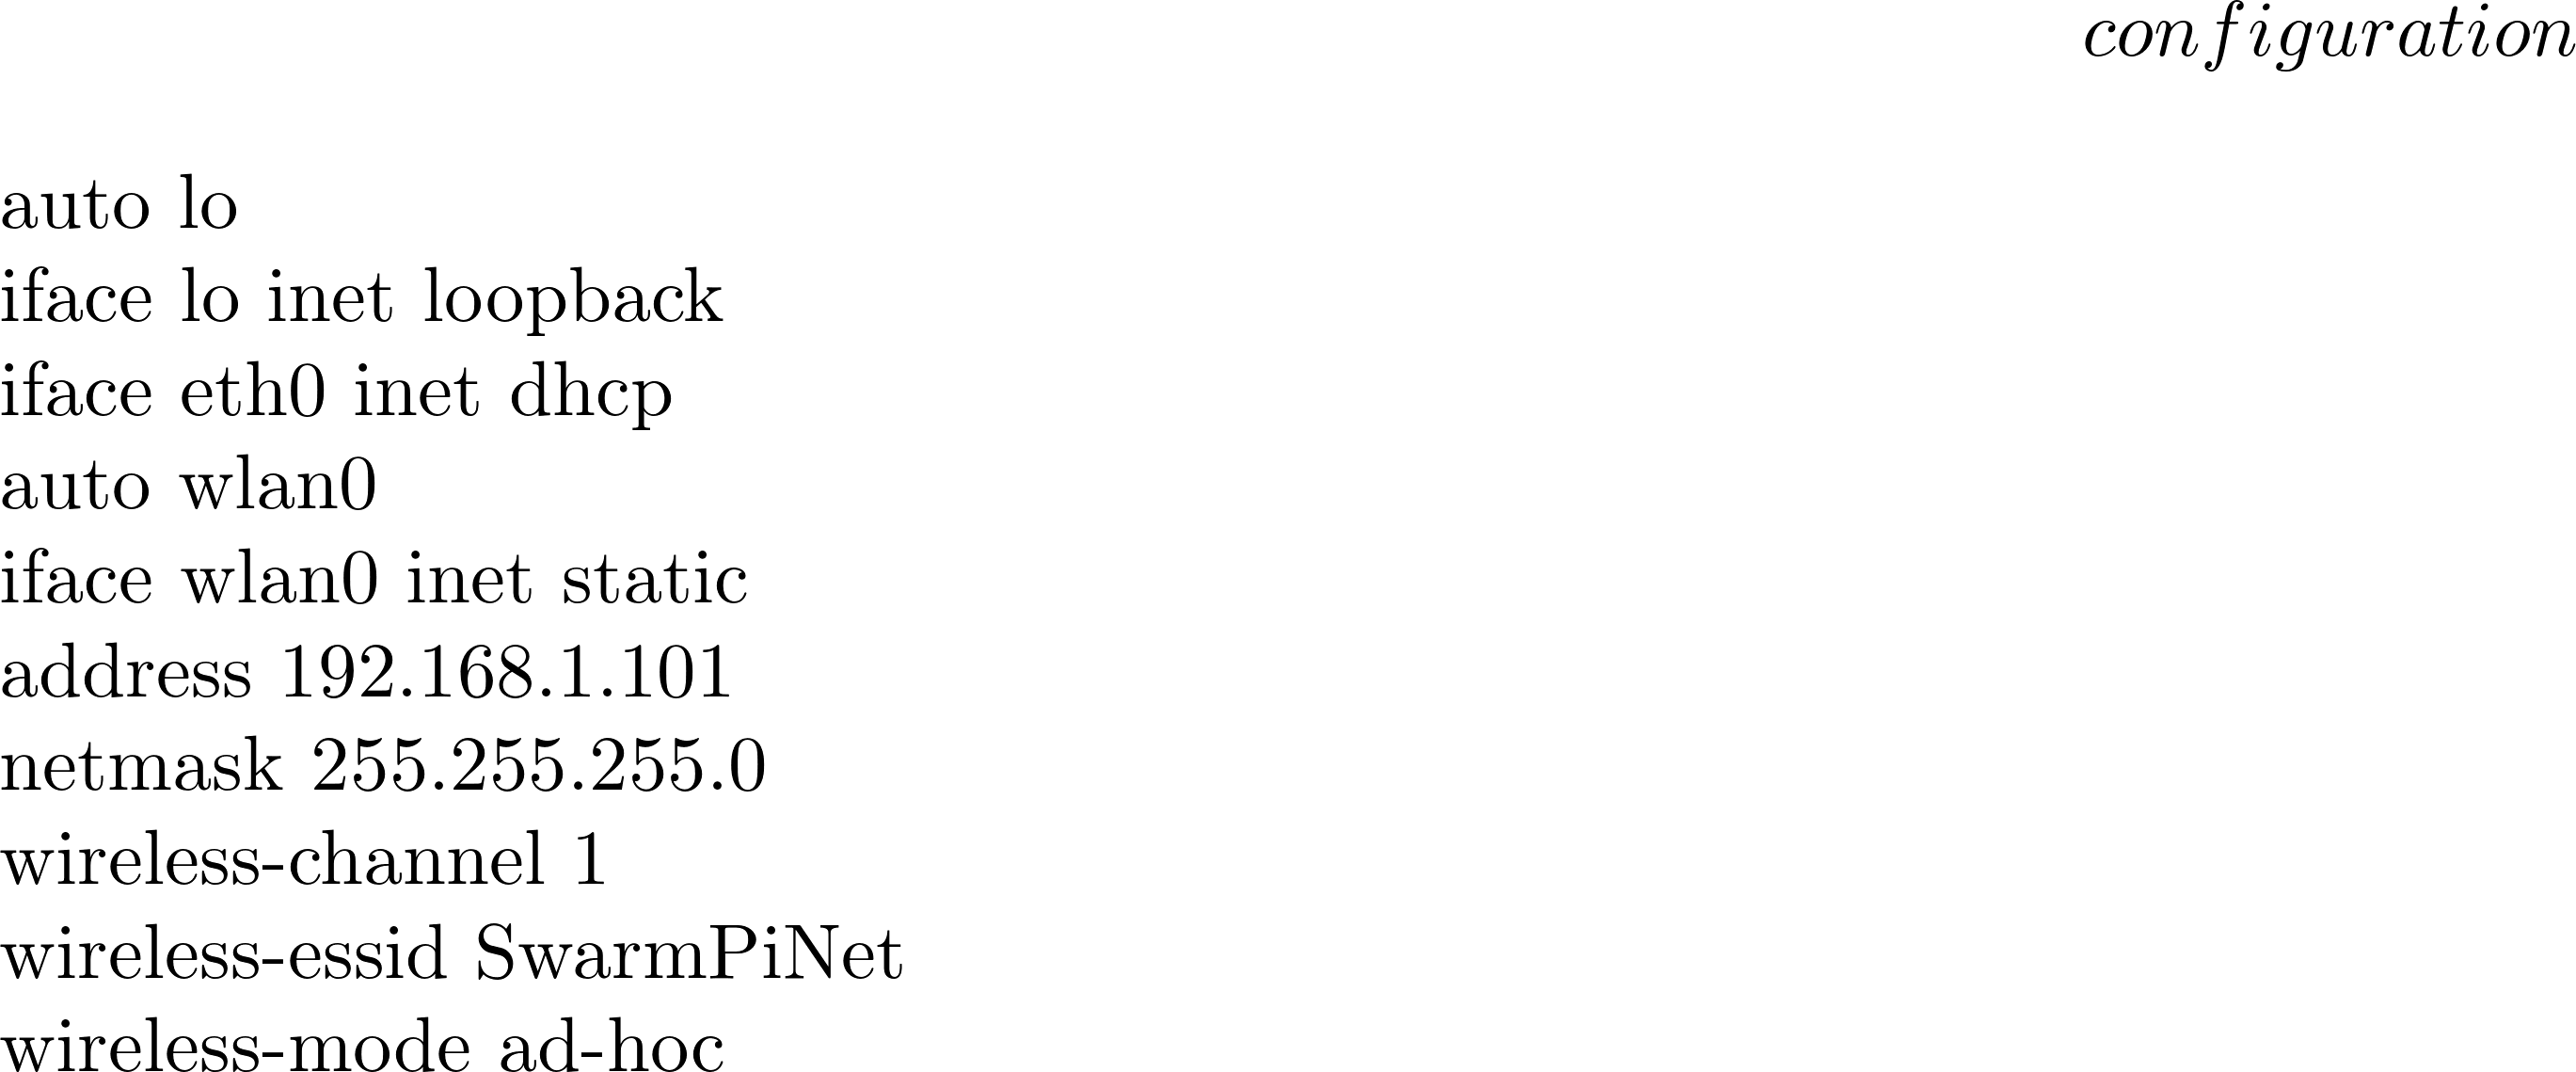 configuration
auto lo
iface lo inet loopback
iface eth0 inet dhcp
auto wlan0
iface wlan0 inet static
address 192.168.1.101
netmask 255.255.255.0
wireless-channel 1
wireless-essid SwarmPiNet
wireless-mode ad-hoc